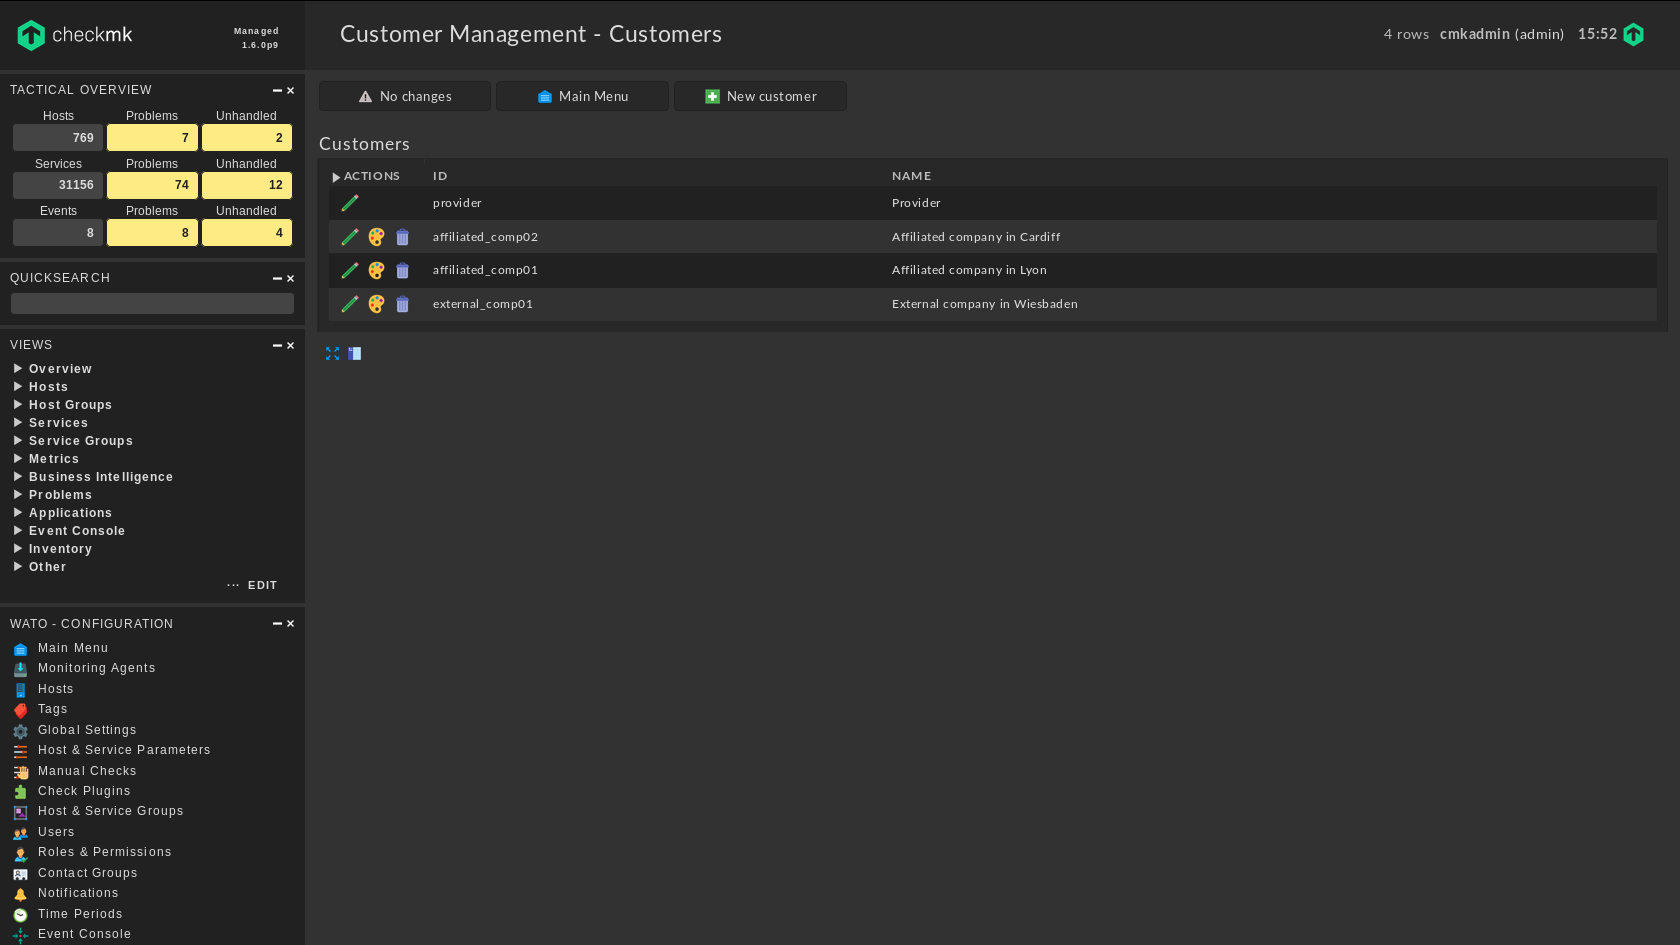 checkmk
Managed
1.6.0p9
Customer Management - Customers
4 rows cmkadmin (admin) 15:52
TACTICAL OVERVIEW
Hosts Problems Unhandled
769 7 2
Services Problems Unhandled
31156 74 12
Events Problems Unhandled
8 8 4
QUICKSEARCH
VIEWS
Overview
Hosts
Host Groups
Services
Service Groups
Metrics
Business Intelligence
Problems
Applications
Event Console
Inventory
Other
··· EDIT
WATO - CONFIGURATION
Main Menu
Monitoring Agents
Hosts
Tags
Global Settings
Host & Service Parameters
Manual Checks
Check Plugins
Host & Service Groups
Users
Roles & Permissions
Contact Groups
Notifications
Time Periods
Event Console
No changes Main Menu New customer
Customers
ACTIONS ID NAME
provider Provider
affiliated_comp02 Affiliated company in Cardiff
affiliated_comp01 Affiliated company in Lyon
external_comp01 External company in Wiesbaden